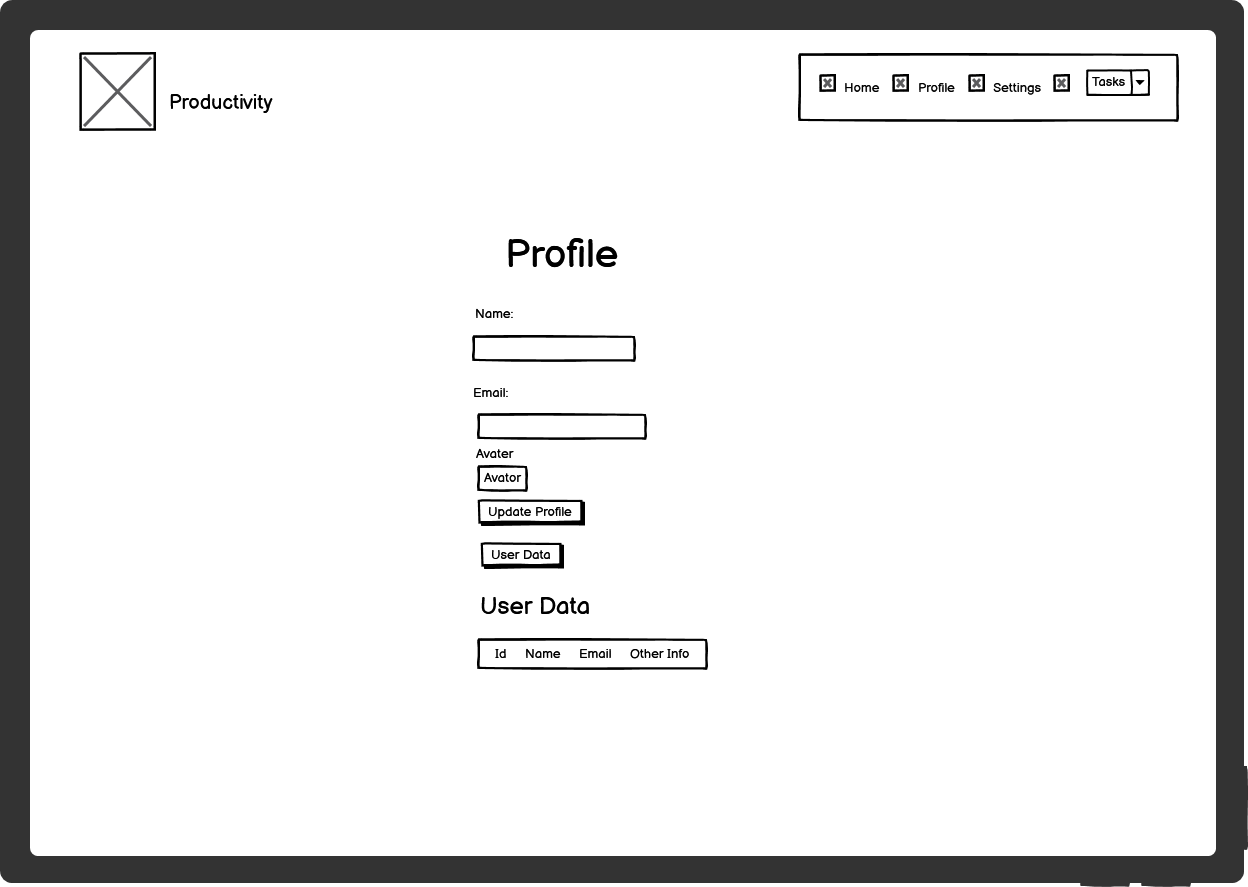 Productivity
Home Profile Settings Tasks
Profile
Name:
Email:
Avater
Avator
Update Profile
User Data
User Data
Id Name Email Other Info